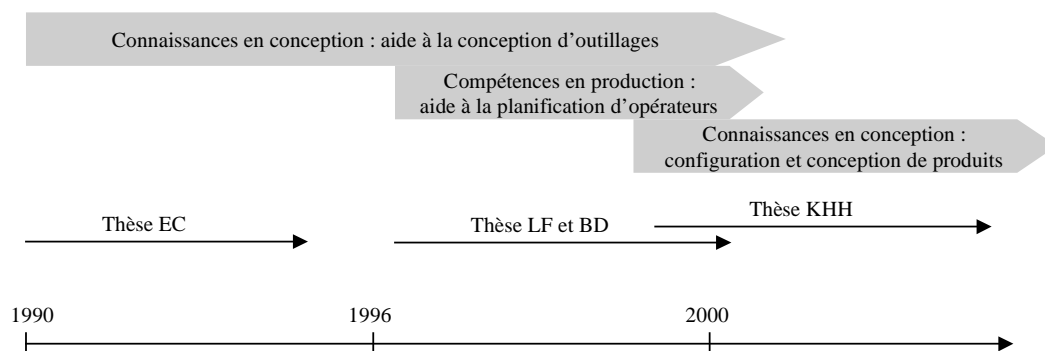 Connaissances en conception : aide à la conception d’outillages
Compétences en production :
aide à la planification d’opérateurs
Connaissances en conception :
configuration et conception de produits
Thèse EC
Thèse LF et BD
Thèse KHH
1990
1996
2000